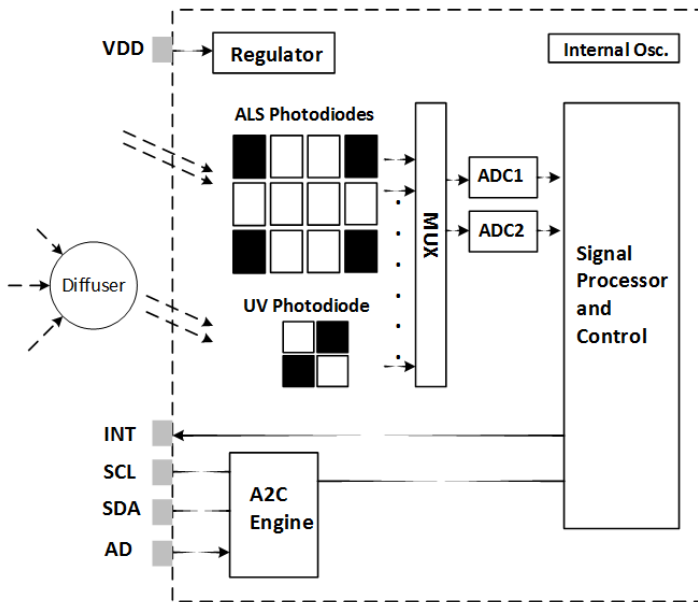 VDD
Regulator
Internal Osc.
ALS Photodiodes
MUX
ADC1
ADC2
Signal
Processor
and
Control
Diffuser
UV Photodiode
INT
SCL
SDA
AD
A2C
Engine